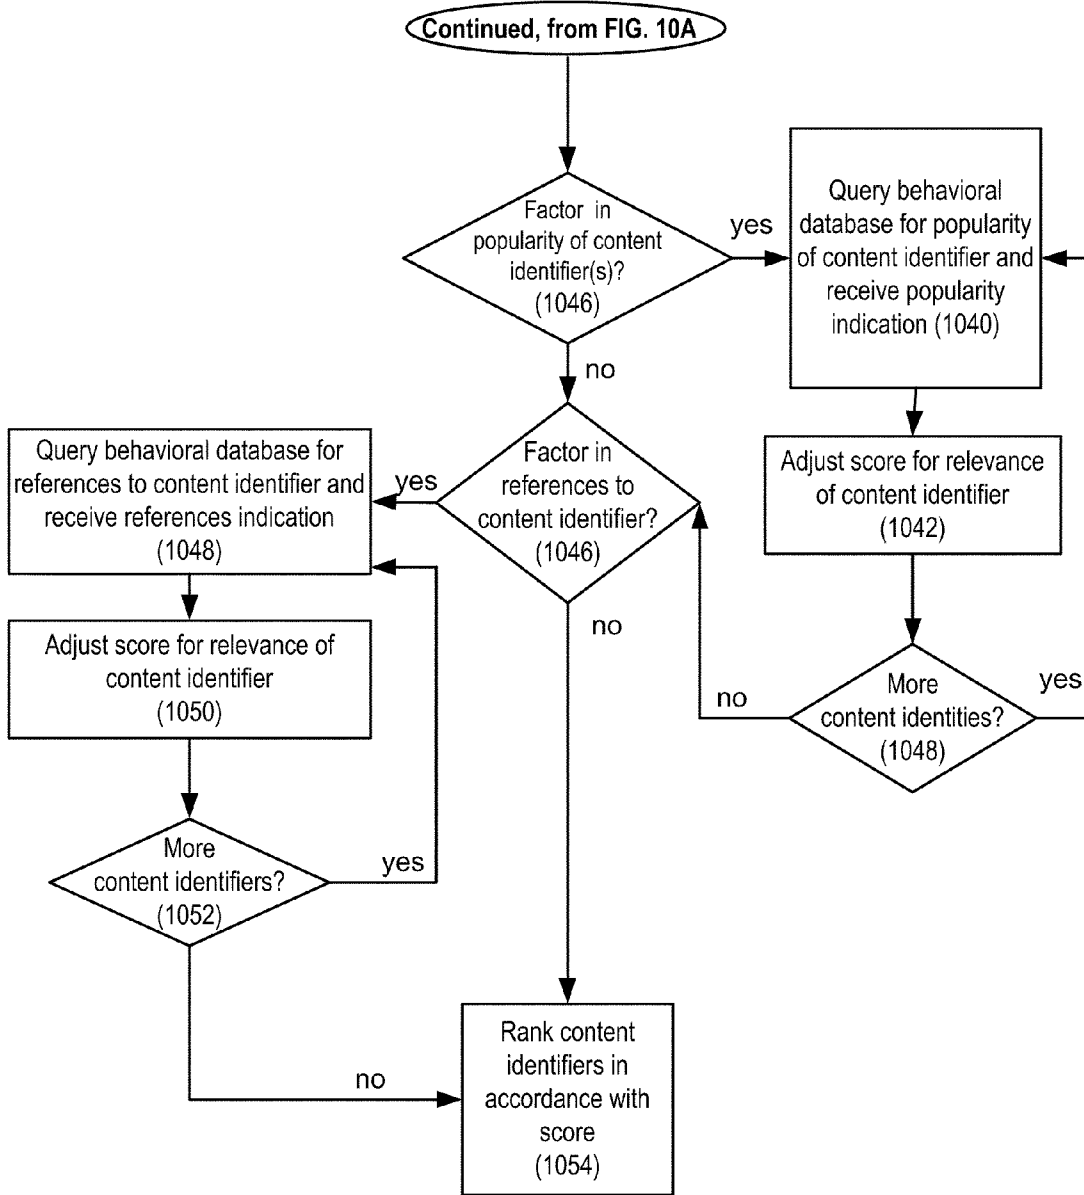 Continued, from FIG. 10A
Factor in
popularity of content
identifier(s)?
(1046)
yes
no
Query behavioral
database for popularity
of content identifier and
receive popularity
indication (1040)
Adjust score for relevance
of content identifier
(1042)
More
content identities?
(1048)
yes
no
Factor in
references to
content identifier?
(1046)
yes
no
Query behavioral database for
references to content identifier and
receive references indication
(1048)
Adjust score for relevance of
content identifier
(1050)
More
content identifiers?
(1052)
yes
no
Rank content
identifiers in
accordance with
score
(1054)